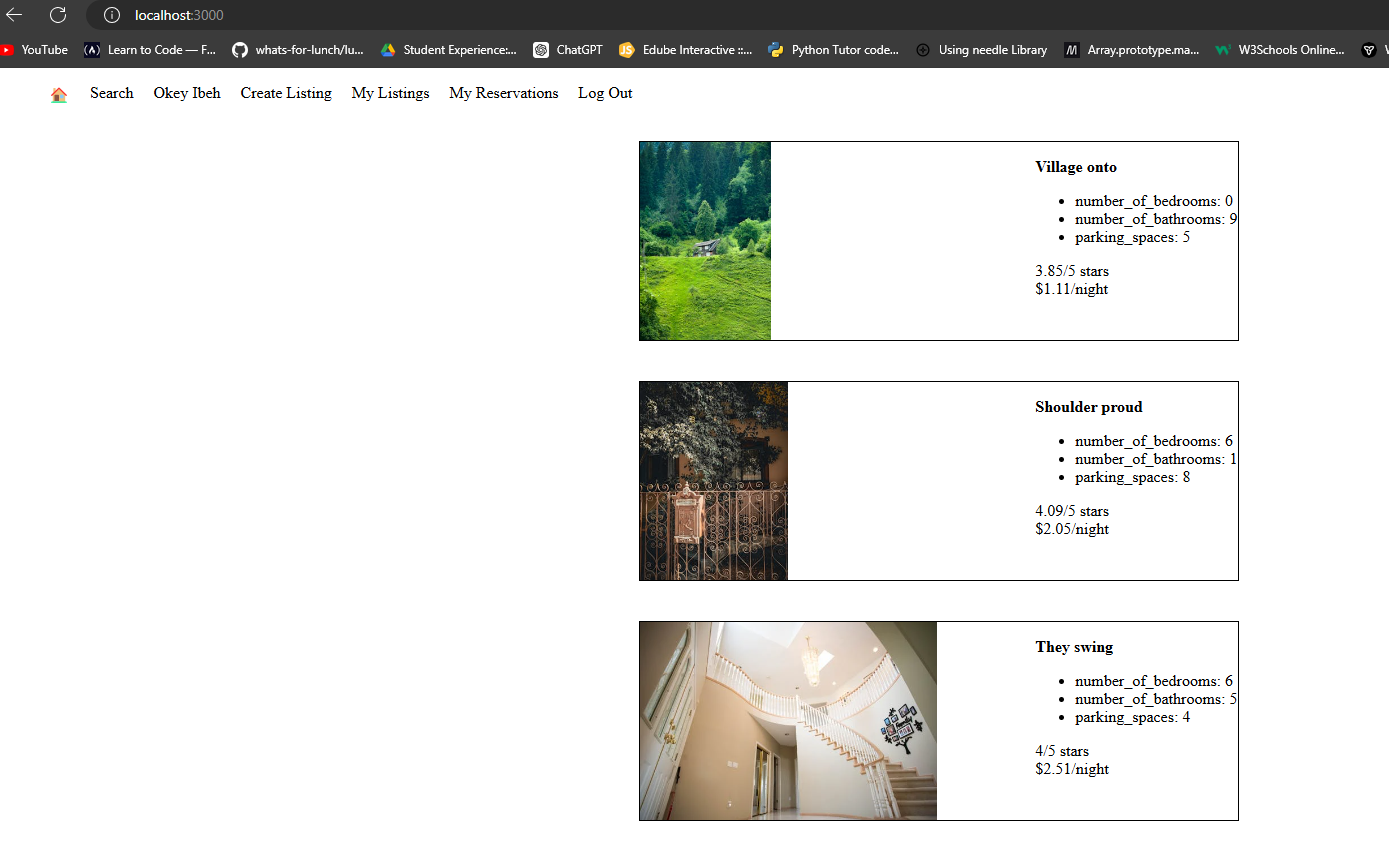 localhost:3000
YouTube Learn to Code — F... whats-for-lunch/lu... Student Experience:... ChatGPT JS Edube Interactive ::... Python Tutor code... Using needle Library M Array.prototype.ma... W3Schools Online...
Search Okey Ibeh Create Listing My Listings My Reservations Log Out
Village onto
number_of_bedrooms: 0
number_of_bathrooms: 9
parking_spaces: 5
3.85/5 stars
$1.11/night
Shoulder proud
number_of_bedrooms: 6
number_of_bathrooms: 1
parking_spaces: 8
4.09/5 stars
$2.05/night
They swing
number_of_bedrooms: 6
number_of_bathrooms: 5
parking_spaces: 4
4/5 stars
$2.51/night